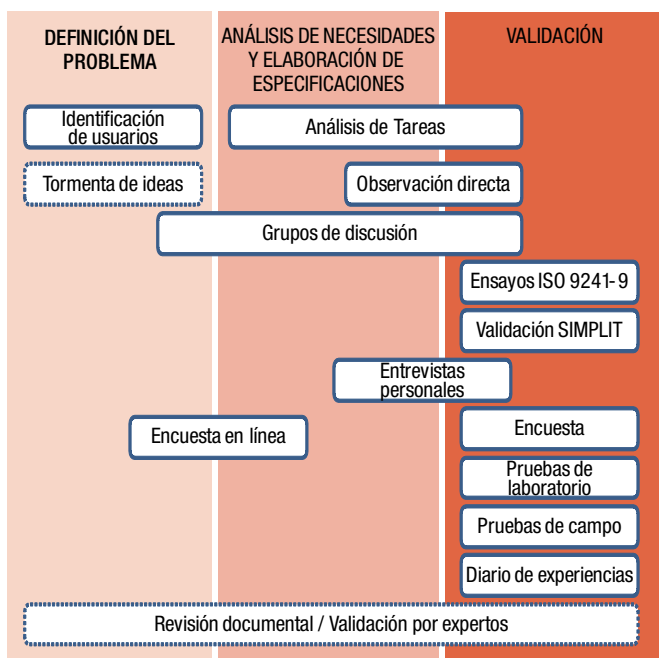 DEFINICIÓN DEL
PROBLEMA
ANÁLISIS DE NECESIDADES
Y ELABORACIÓN DE
ESPECIFICACIONES
VALIDACIÓN
Identificación
de usuarios
Análisis de Tareas
Tormenta de ideas
Observación directa
Grupos de discusión
Ensayos ISO 9241-9
Validación SIMPLIT
Entrevistas
personales
Encuesta en línea
Encuesta
Pruebas de
laboratorio
Pruebas de campo
Diario de experiencias
Revisión documental / Validación por expertos